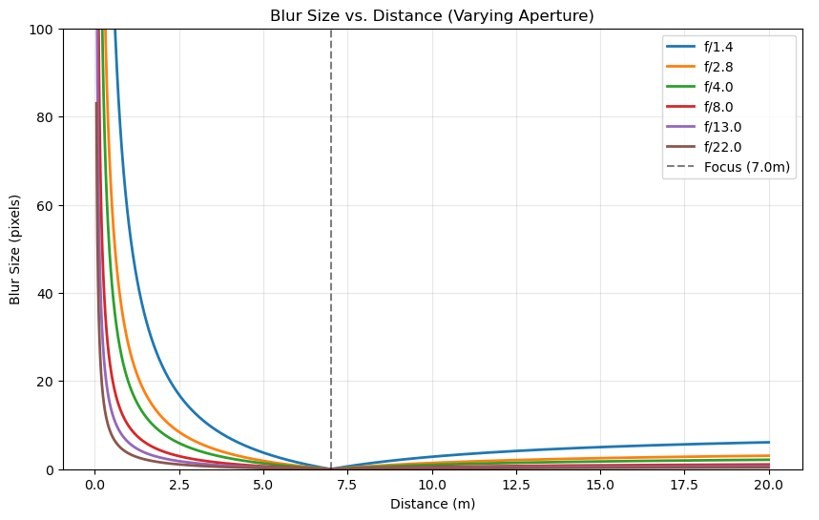 Blur Size vs. Distance (Varying Aperture)
100
80
60
40
20
0
Blur Size (pixels)
f/1.4
f/2.8
f/4.0
f/8.0
f/13.0
f/22.0
Focus (7.0m)
0.0 2.5 5.0 7.5 10.0 12.5 15.0 17.5 20.0
Distance (m)